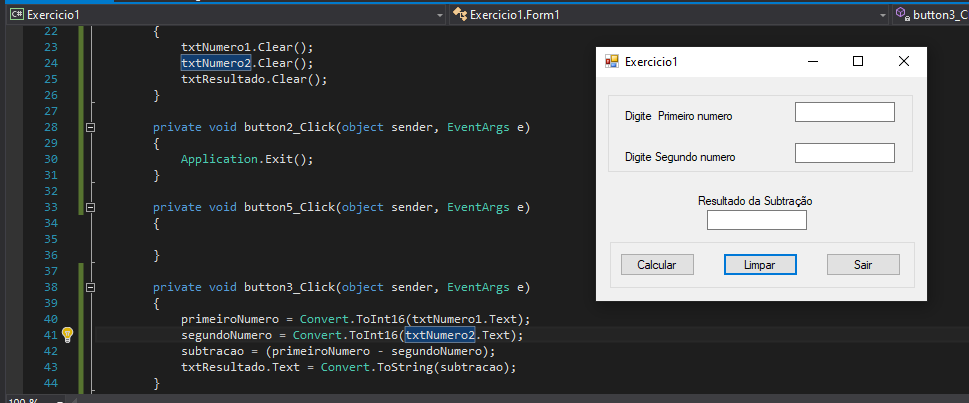 Exercicio1 Exercicio1.Form1 button3_C
22 {
23 txtNumero1.Clear();
24 txtNumero2.Clear();
25 txtResultado.Clear();
26 }
27
28 private void button2_Click(object sender, EventArgs e)
29 {
30 Application.Exit();
31 }
32
33 private void button5_Click(object sender, EventArgs e)
34 {
35
36 }
37
38 private void button3_Click(object sender, EventArgs e)
39 {
40 primeiroNumero = Convert.ToInt16(txtNumero1.Text);
41 segundoNumero = Convert.ToInt16(txtNumero2.Text);
42 subtracao = (primeiroNumero - segundoNumero);
43 txtResultado.Text = Convert.ToString(subtracao);
44 }
100 %
Exercicio1
Digite Primeiro numero
Digite Segundo numero
Resultado da Subtração
Calcular Limpar Sair